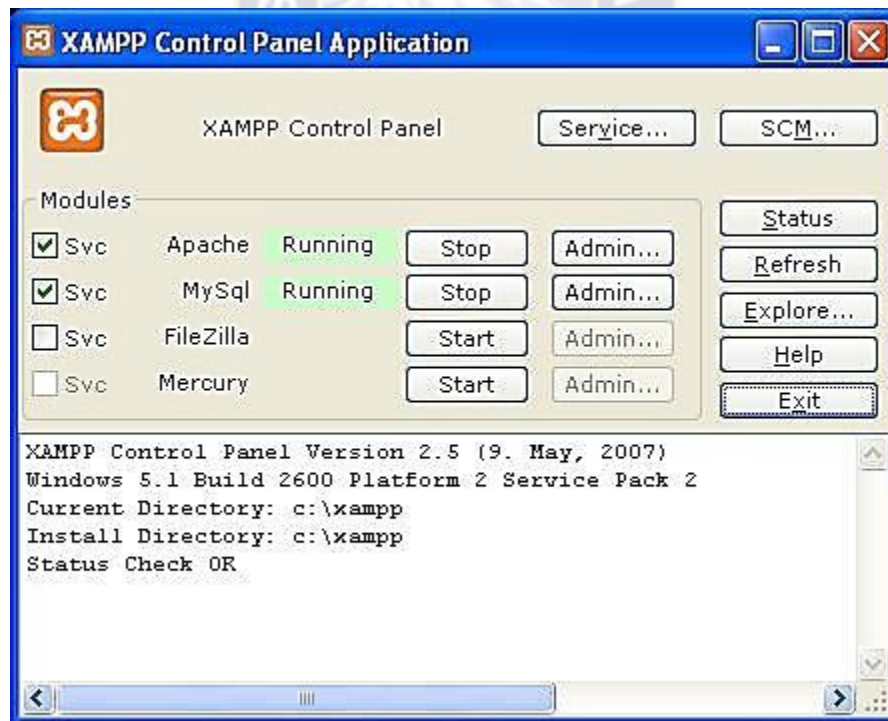 XAMPP Control Panel Application
XAMPP Control Panel Service... SCM...
Modules
Svc Apache Running Stop Admin...
Svc MySql Running Stop Admin...
Svc FileZilla Start Admin...
Svc Mercury Start Admin...
Status
Refresh
Explore...
Help
Exit
XAMPP Control Panel Version 2.5 (9. May, 2007)
Windows 5.1 Build 2600 Platform 2 Service Pack 2
Current Directory: c:\xampp
Install Directory: c:\xampp
Status Check OK